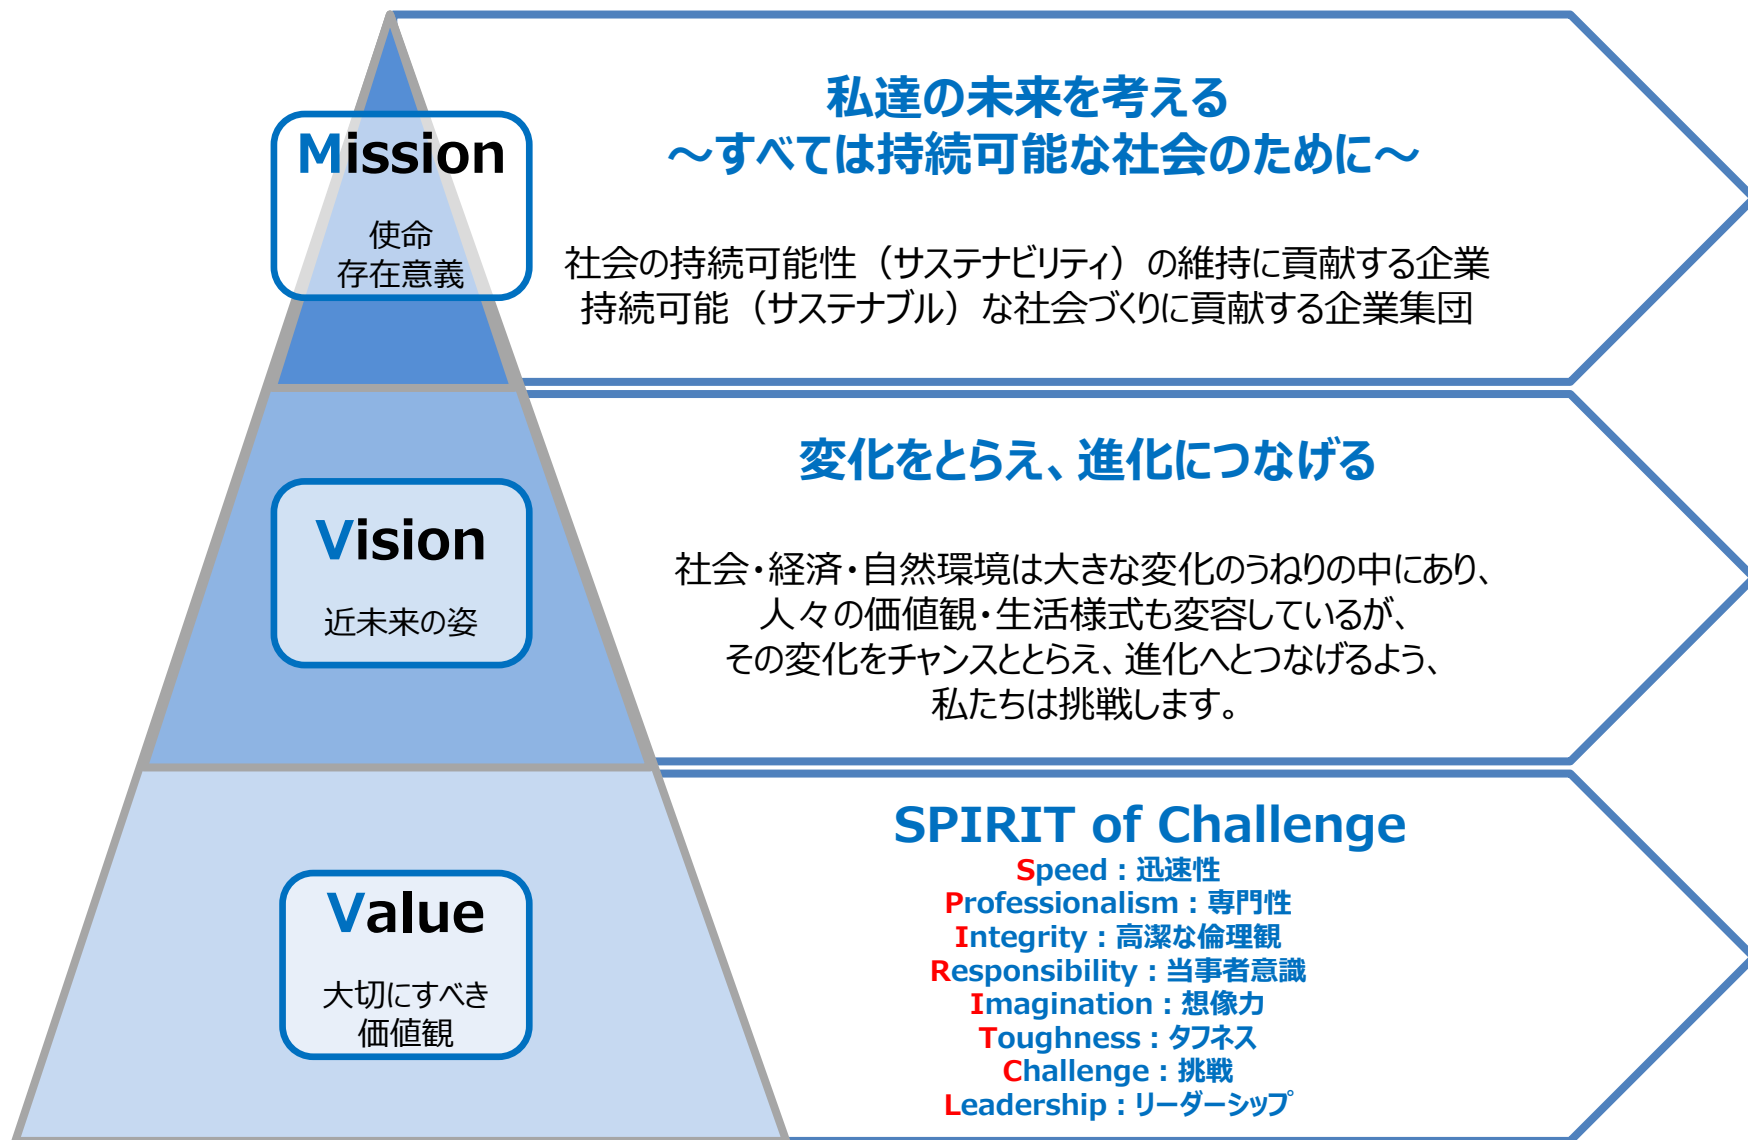 Mission
使命
存在意義
私達の未来を考える
～すべては持続可能な社会のために～
社会の持続可能性（サステナビリティ）の維持に貢献する企業
持続可能（サステナブル）な社会づくりに貢献する企業集団
Vision
近未来の姿
変化をとらえ、進化につなげる
社会・経済・自然環境は大きな変化のうねりの中にあり、
人々の価値観・生活様式も変容しているが、
その変化をチャンスととらえ、進化へとつなげるよう、
私たちは挑戦します。
Value
大切にすべき
価値観
SPIRIT of Challenge
Speed：迅速性
Professionalism：専門性
Integrity：高潔な倫理観
Responsibility：当事者意識
Imagination：想像力
Toughness：タフネス
Challenge：挑戦
Leadership：リーダーシップ